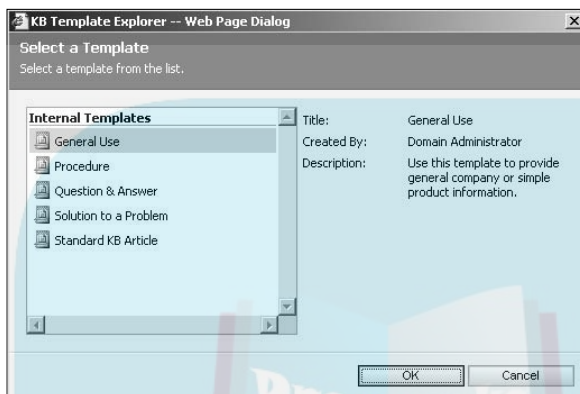 KB Template Explorer -- Web Page Dialog
Select a Template
Select a template from the list.
Internal Templates
General Use
Procedure
Question & Answer
Solution to a Problem
Standard KB Article
Title: General Use
Created By: Domain Administrator
Description: Use this template to provide
general company or simple
product information.
OK
Cancel